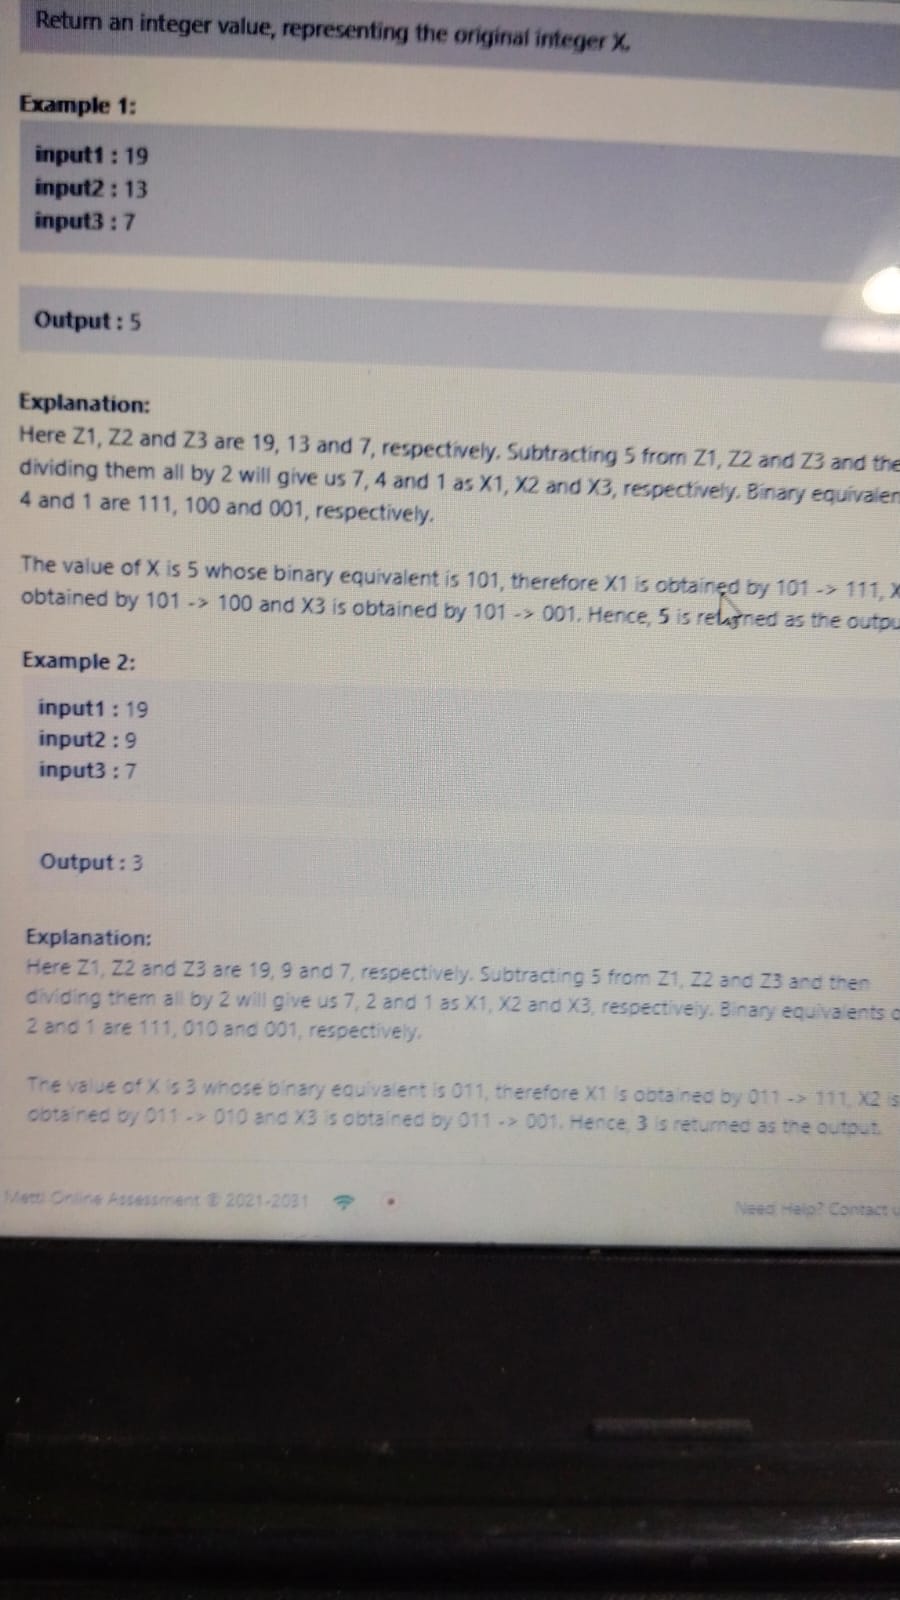 Return an integer value, representing the original integer X.
Example 1:
input1 : 19
input2 : 13
input3 : 7
Output : 5
Explanation:
Here Z1, Z2 and Z3 are 19, 13 and 7, respectively. Subtracting 5 from Z1, Z2 and Z3 and the
dividing them all by 2 will give us 7, 4 and 1 as X1, X2 and X3, respectively. Binary equivalen
4 and 1 are 111, 100 and 001, respectively.
The value of X is 5 whose binary equivalent is 101, therefore X1 is obtained by 101 -> 111, X
obtained by 101 -> 100 and X3 is obtained by 101 -> 001. Hence, 5 is returned as the outpu
Example 2:
input1 : 19
input2 : 9
input3 : 7
Output : 3
Explanation:
Here Z1, Z2 and Z3 are 19, 9 and 7, respectively. Subtracting 5 from Z1, Z2 and Z3 and then
dividing them all by 2 will give us 7, 2 and 1 as X1, X2 and X3, respectively. Binary equivalents o
2 and 1 are 111, 010 and 001, respectively.
The value of X is 3 whose binary equivalent is 011, therefore X1 is obtained by 011 -> 111, X2 is
obtained by 011 -> 010 and X3 is obtained by 011 -> 001. Hence, 3 is returned as the output.
Mettl Online Assessment © 2021-2031
Need Help? Contact u